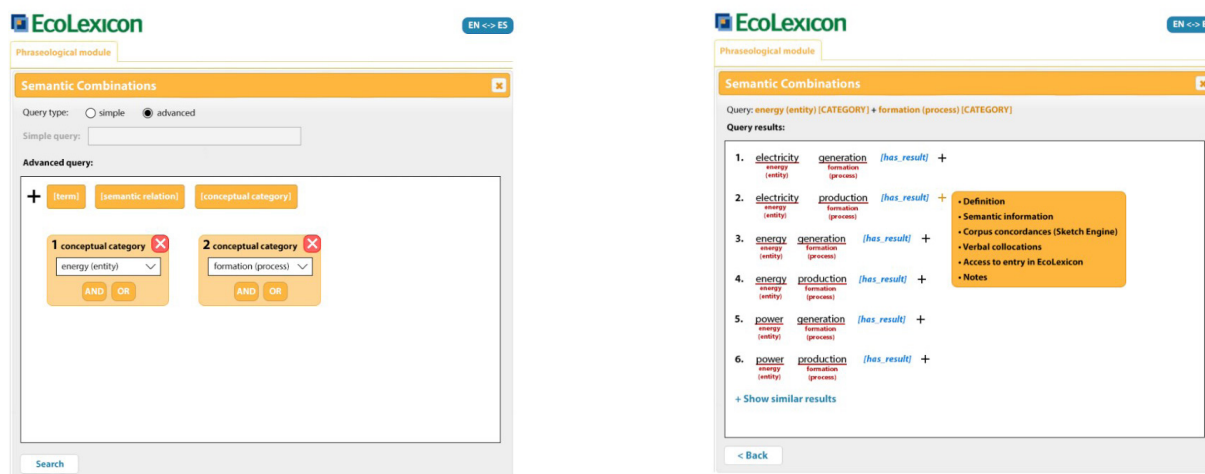 EcoLexicon
EN <-> ES
Phraseological module
Semantic Combinations
Query type: simple advanced
Simple query:
Advanced query:
+ [term] [semantic relation] [conceptual category]
1 conceptual category 2 conceptual category
energy (entity) formation (process)
AND OR AND OR
Search
EcoLexicon
EN <-> E
Phraseological module
Semantic Combinations
Query: energy (entity) [CATEGORY] + formation (process) [CATEGORY]
Query results:
1. electricity generation [has_result] +
energy formation
(entity) (process)
2. electricity production [has_result] +
energy formation
(entity) (process)
• Definition
• Semantic information
• Corpus concordances (Sketch Engine)
• Verbal collocations
• Access to entry in EcoLexicon
• Notes
3. energy generation [has_result] +
energy formation
(entity) (process)
4. energy production [has_result] +
energy formation
(entity) (process)
5. power generation [has_result] +
energy formation
(entity) (process)
6. power production [has_result] +
energy formation
(entity) (process)
+ Show similar results
< Back